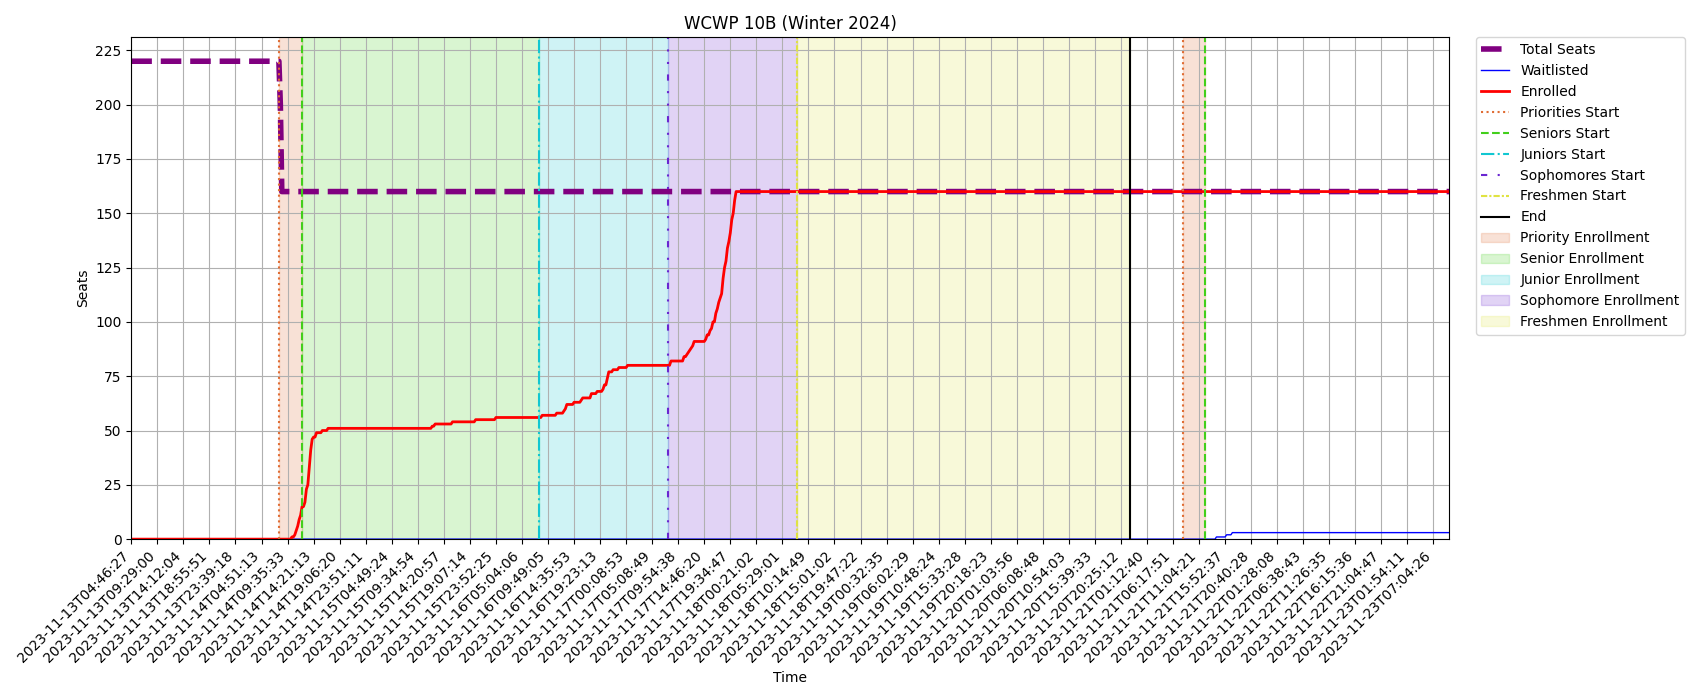 WCWP 10B (Winter 2024)
225
200
175
150
125
100
75
50
25
0
Seats
2023-11-13T04:46:27
2023-11-13T09:29:00
2023-11-13T14:12:04
2023-11-13T18:55:51
2023-11-13T23:39:18
2023-11-14T04:51:13
2023-11-14T09:35:33
2023-11-14T14:21:13
2023-11-14T19:06:20
2023-11-14T23:51:11
2023-11-15T04:49:24
2023-11-15T09:34:54
2023-11-15T14:20:57
2023-11-15T19:07:14
2023-11-15T23:52:25
2023-11-16T05:04:06
2023-11-16T09:49:05
2023-11-16T14:35:53
2023-11-16T19:23:13
2023-11-17T00:08:53
2023-11-17T05:08:49
2023-11-17T09:54:38
2023-11-17T14:46:20
2023-11-17T19:34:47
2023-11-18T00:21:02
2023-11-18T05:29:01
2023-11-18T10:14:49
2023-11-18T15:01:02
2023-11-18T19:47:22
2023-11-19T00:32:35
2023-11-19T06:02:29
2023-11-19T10:48:24
2023-11-19T15:33:28
2023-11-19T20:18:23
2023-11-20T01:03:56
2023-11-20T06:08:48
2023-11-20T10:54:03
2023-11-20T15:39:33
2023-11-20T20:25:12
2023-11-21T01:12:40
2023-11-21T06:17:51
2023-11-21T11:04:21
2023-11-21T15:52:37
2023-11-21T20:40:28
2023-11-22T01:28:08
2023-11-22T06:38:43
2023-11-22T11:26:35
2023-11-22T16:15:36
2023-11-22T21:04:47
2023-11-23T01:54:11
2023-11-23T07:04:26
Time
Total Seats
Waitlisted
Enrolled
Priorities Start
Seniors Start
Juniors Start
Sophomores Start
Freshmen Start
End
Priority Enrollment
Senior Enrollment
Junior Enrollment
Sophomore Enrollment
Freshmen Enrollment